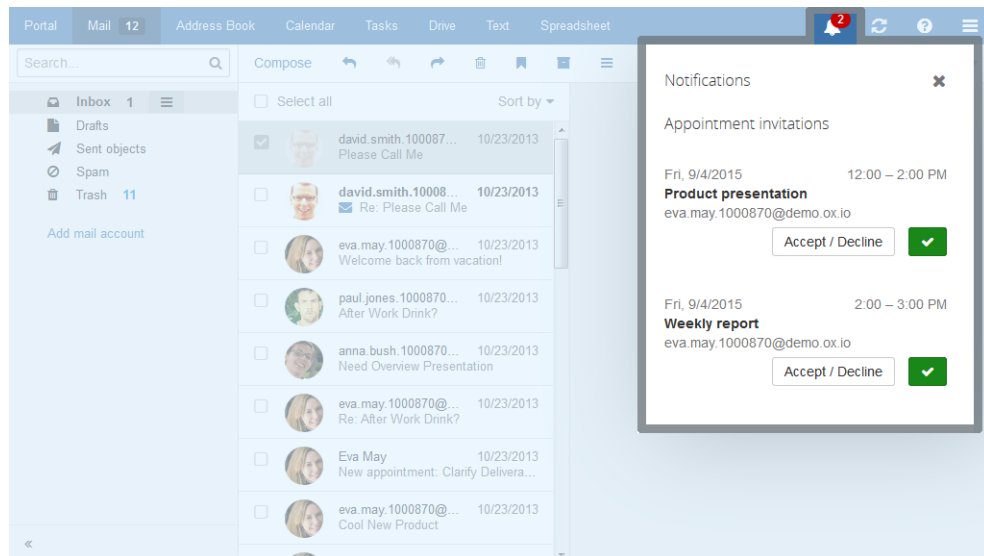 Portal Mail 12 Address Book Calendar Tasks Drive Text Spreadsheet 2
Search...
Inbox 1
Drafts
Sent objects
Spam
Trash 11
Add mail account
Compose
Select all Sort by
david.smith.100087... 10/23/2013
Please Call Me
david.smith.10008... 10/23/2013
Re: Please Call Me
eva.may.1000870@... 10/23/2013
Welcome back from vacation!
paul.jones.1000870... 10/23/2013
After Work Drink?
anna.bush.1000870... 10/23/2013
Need Overview Presentation
eva.may.1000870@... 10/23/2013
Re: After Work Drink?
Eva May 10/23/2013
New appointment: Clarify Delivera...
eva.may.1000870@... 10/23/2013
Cool New Product
Notifications
Appointment invitations
Fri, 9/4/2015 12:00 – 2:00 PM
Product presentation
eva.may.1000870@demo.ox.io
Accept / Decline
Fri, 9/4/2015 2:00 – 3:00 PM
Weekly report
eva.may.1000870@demo.ox.io
Accept / Decline